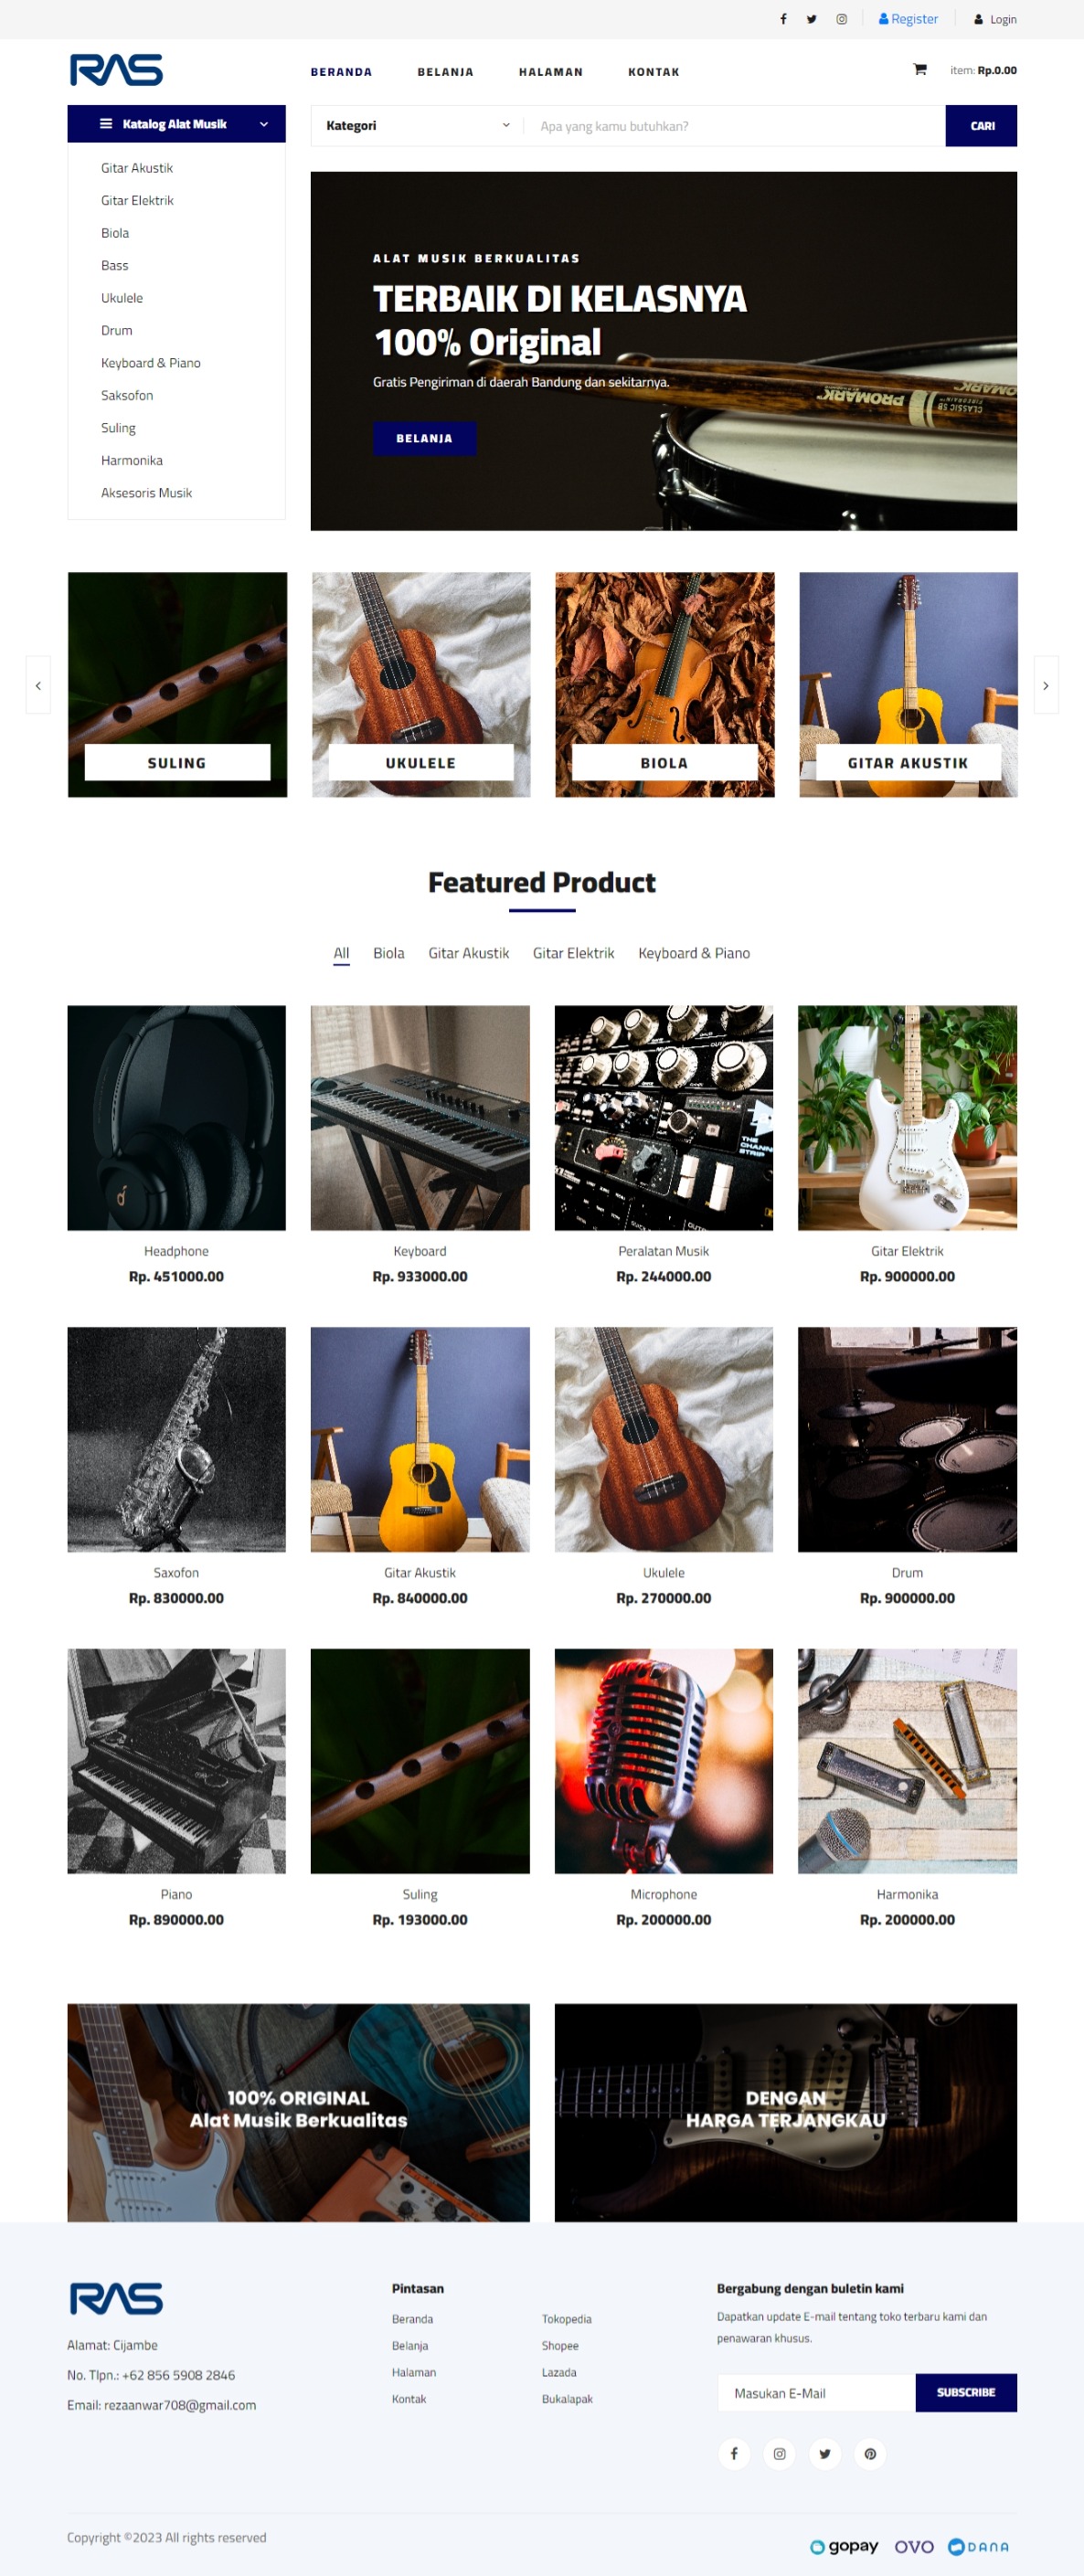 Register
Login
RAS
BERANDA
BELANJA
HALAMAN
KONTAK
item: Rp.0.00
Katalog Alat Musik
Kategori
Apa yang kamu butuhkan?
CARI
Gitar Akustik
Gitar Elektrik
Biola
Bass
Ukulele
Drum
Keyboard & Piano
Saksofon
Suling
Harmonika
Aksesoris Musik
ALAT MUSIK BERKUALITAS
TERBAIK DI KELASNYA
100% Original
Gratis Pengiriman di daerah Bandung dan sekitarnya.
BELANJA
PROMARK
CLASSIC 5B
SULING
UKULELE
BIOLA
GITAR AKUSTIK
Featured Product
All
Biola
Gitar Akustik
Gitar Elektrik
Keyboard & Piano
THE
CHANN
STRIP
Headphone
Rp. 451000.00
Keyboard
Rp. 933000.00
Peralatan Musik
Rp. 244000.00
Gitar Elektrik
Rp. 900000.00
Saxofon
Rp. 830000.00
Gitar Akustik
Rp. 840000.00
Ukulele
Rp. 270000.00
Drum
Rp. 900000.00
Piano
Rp. 890000.00
Suling
Rp. 193000.00
Microphone
Rp. 200000.00
Harmonika
Rp. 200000.00
100% ORIGINAL
Alat Musik Berkualitas
DENGAN
HARGA TERJANGKAU
RAS
Alamat: Cijambe
No. Tlpn.: +62 856 5908 2846
Email: rezaanwar708@gmail.com
Pintasan
Beranda
Belanja
Halaman
Kontak
Tokopedia
Shopee
Lazada
Bukalapak
Bergabung dengan buletin kami
Dapatkan update E-mail tentang toko terbaru kami dan
penawaran khusus.
Masukan E-Mail
SUBSCRIBE
Copyright ©2023 All rights reserved
gopay
OVO
DANA